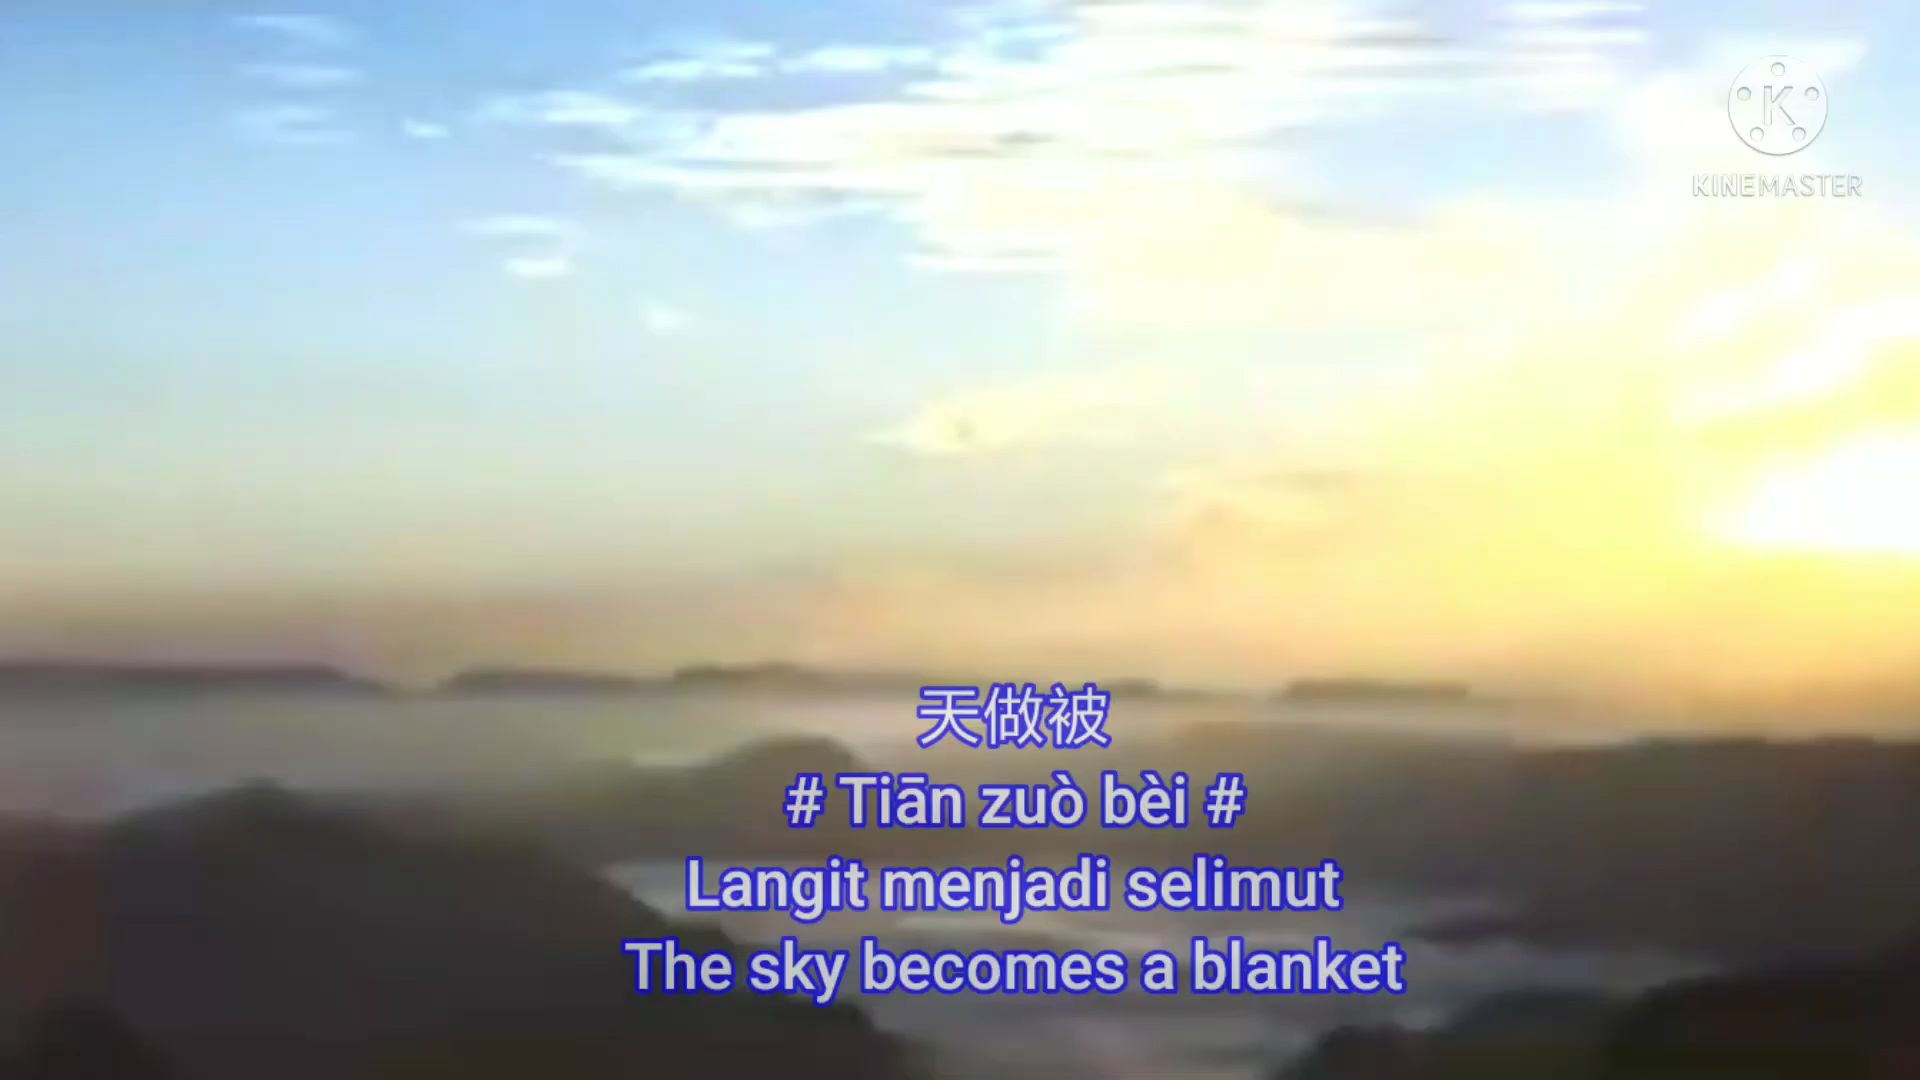 KINEMASTER
天做被
# Tiān zuò bèi #
Langit menjadi selimut
The sky becomes a blanket